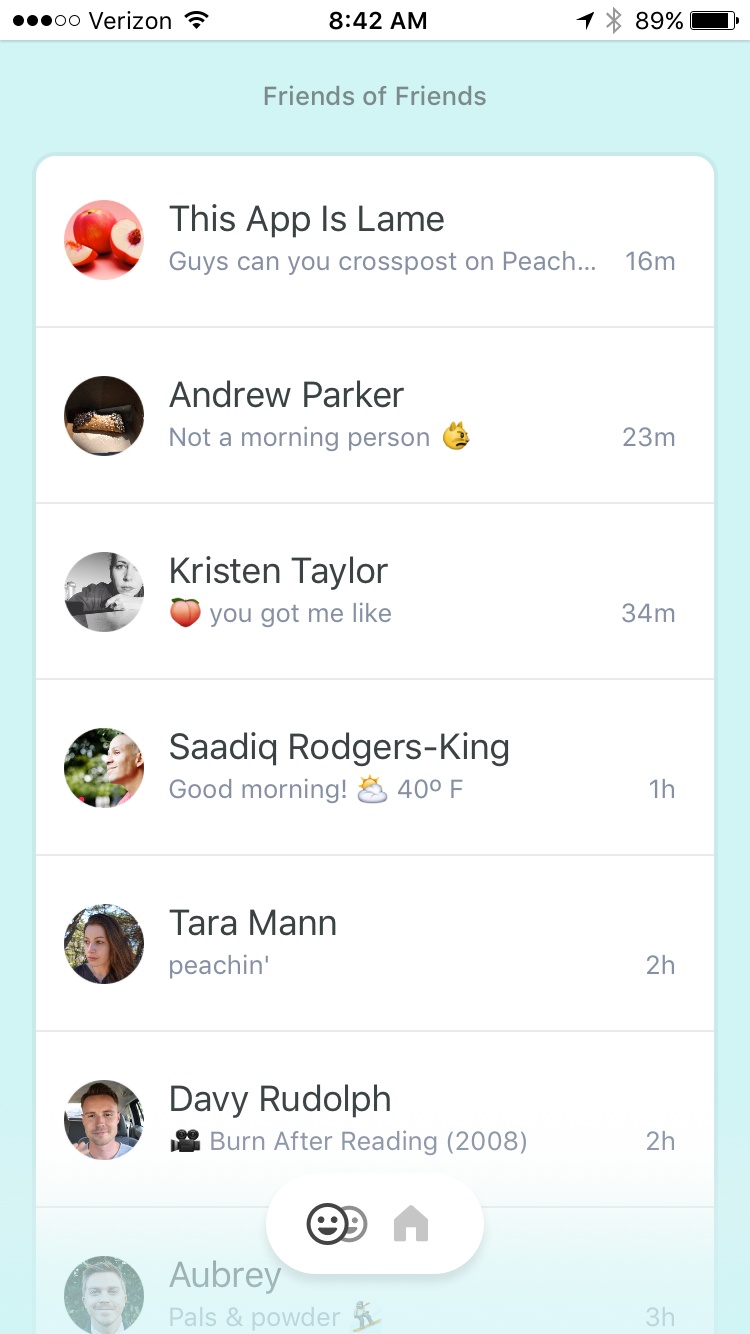 ●●●○○ Verizon 8:42 AM 89%
Friends of Friends
This App Is Lame
Guys can you crosspost on Peach... 16m
Andrew Parker
Not a morning person 😾 23m
Kristen Taylor
🍑 you got me like 34m
Saadiq Rodgers-King
Good morning! 🌤 40º F 1h
Tara Mann
peachin' 2h
Davy Rudolph
🎥 Burn After Reading (2008) 2h
Aubrey
Pals & powder 🏂 3h